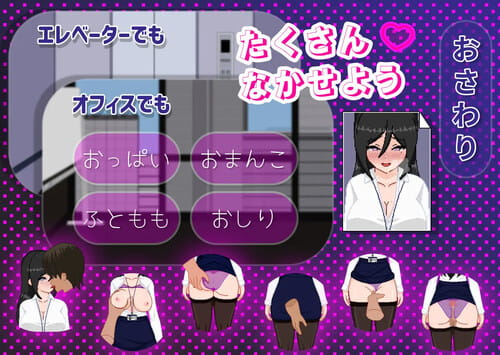 エレベーターでも
たくさん
なかせよう
おさわり
オフィスでも
おっぱい
おまんこ
ふともも
おしり